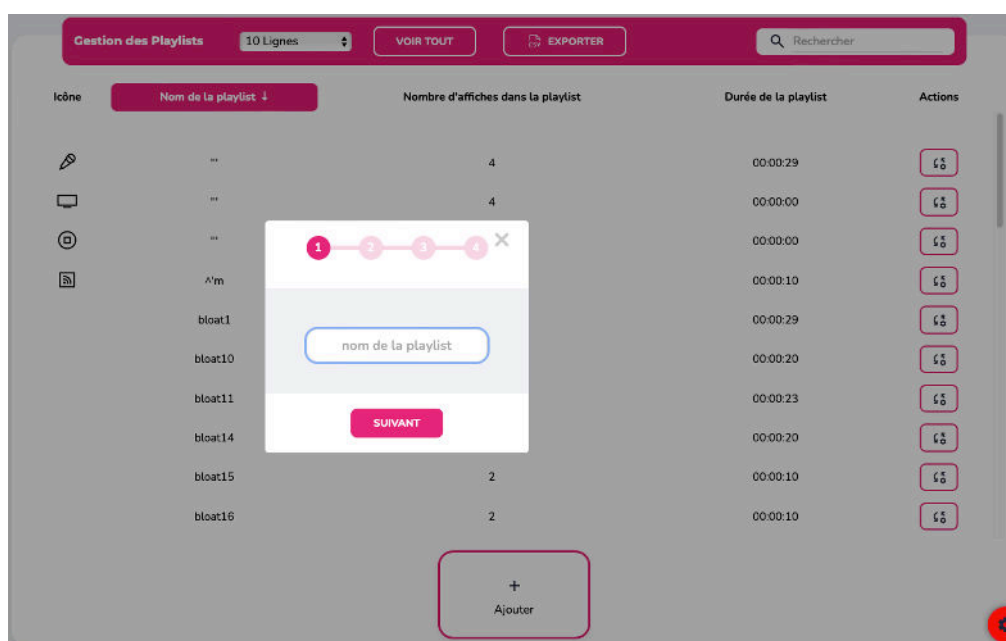 Gestion des Playlists 10 Lignes VOIR TOUT EXPORTER Rechercher
Icône Nom de la playlist ↓ Nombre d'affiches dans la playlist Durée de la playlist Actions
''' 4 00:00:29
''' 4 00:00:00
''' 00:00:00
1 2 3 4 ×
^'m 00:00:10
bloat1 00:00:29
nom de la playlist
bloat10 00:00:20
bloat11 00:00:23
SUIVANT
bloat14 00:00:20
bloat15 2 00:00:10
bloat16 2 00:00:10
+
Ajouter